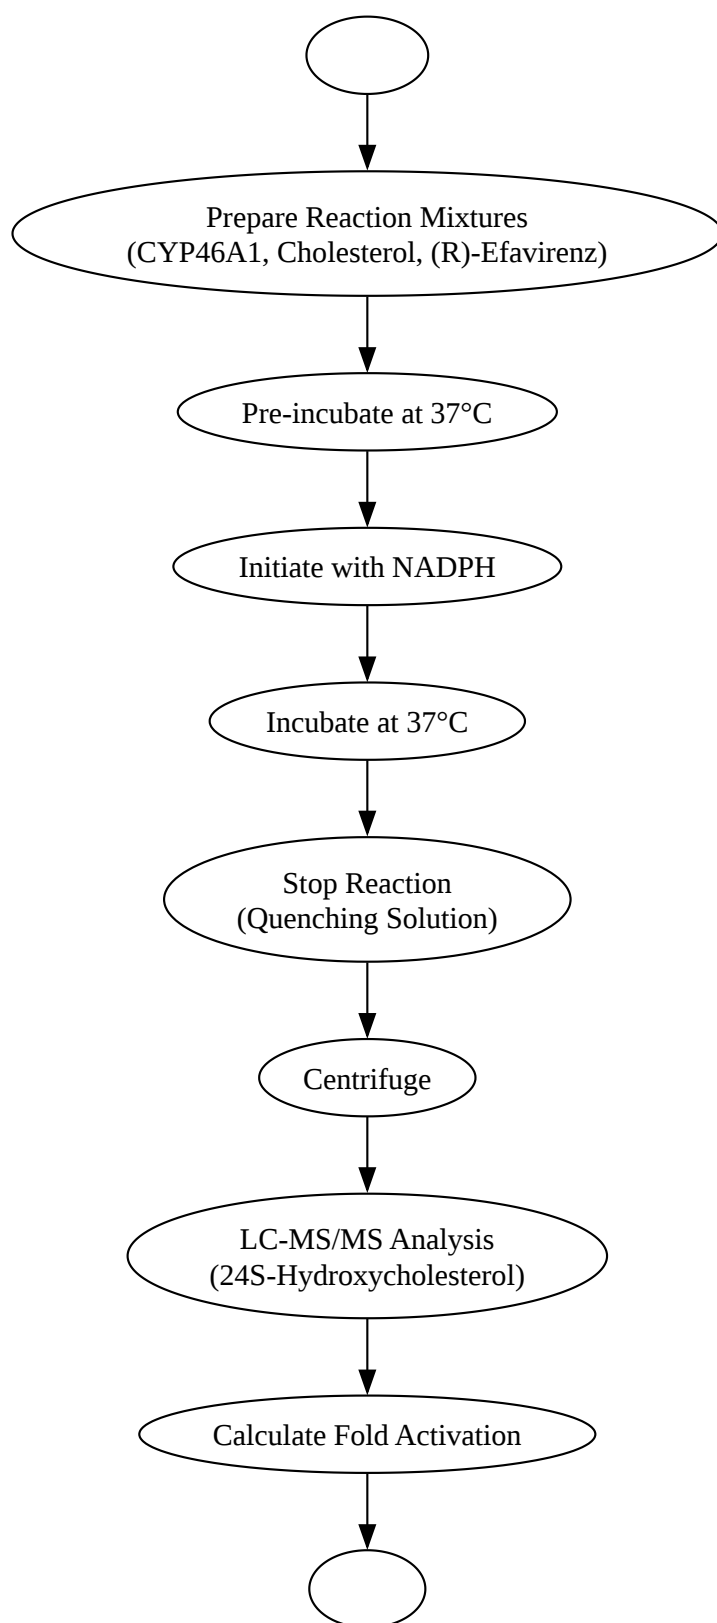 Prepare Reaction Mixtures
(CYP46A1, Cholesterol, (R)-Efavirenz)
Pre-incubate at 37°C
Initiate with NADPH
Incubate at 37°C
Stop Reaction
(Quenching Solution)
Centrifuge
LC-MS/MS Analysis
(24S-Hydroxycholesterol)
Calculate Fold Activation